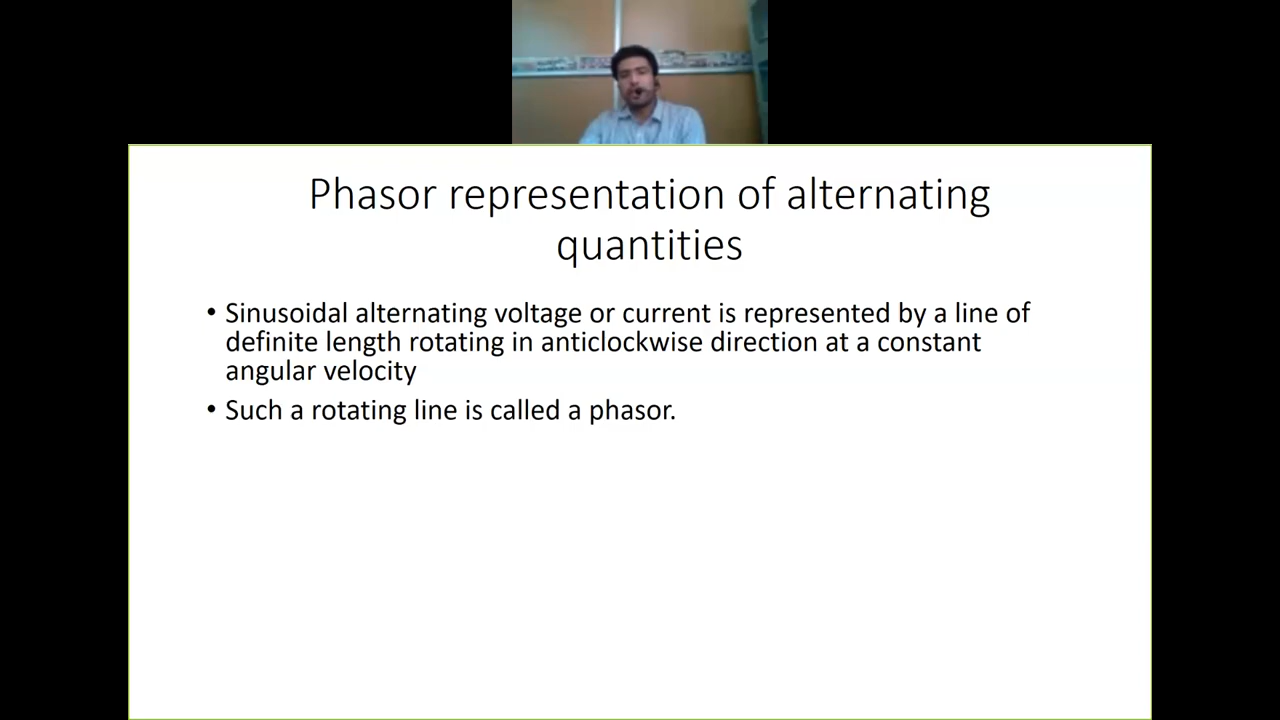 Phasor representation of alternating
quantities
• Sinusoidal alternating voltage or current is represented by a line of
definite length rotating in anticlockwise direction at a constant
angular velocity
• Such a rotating line is called a phasor.